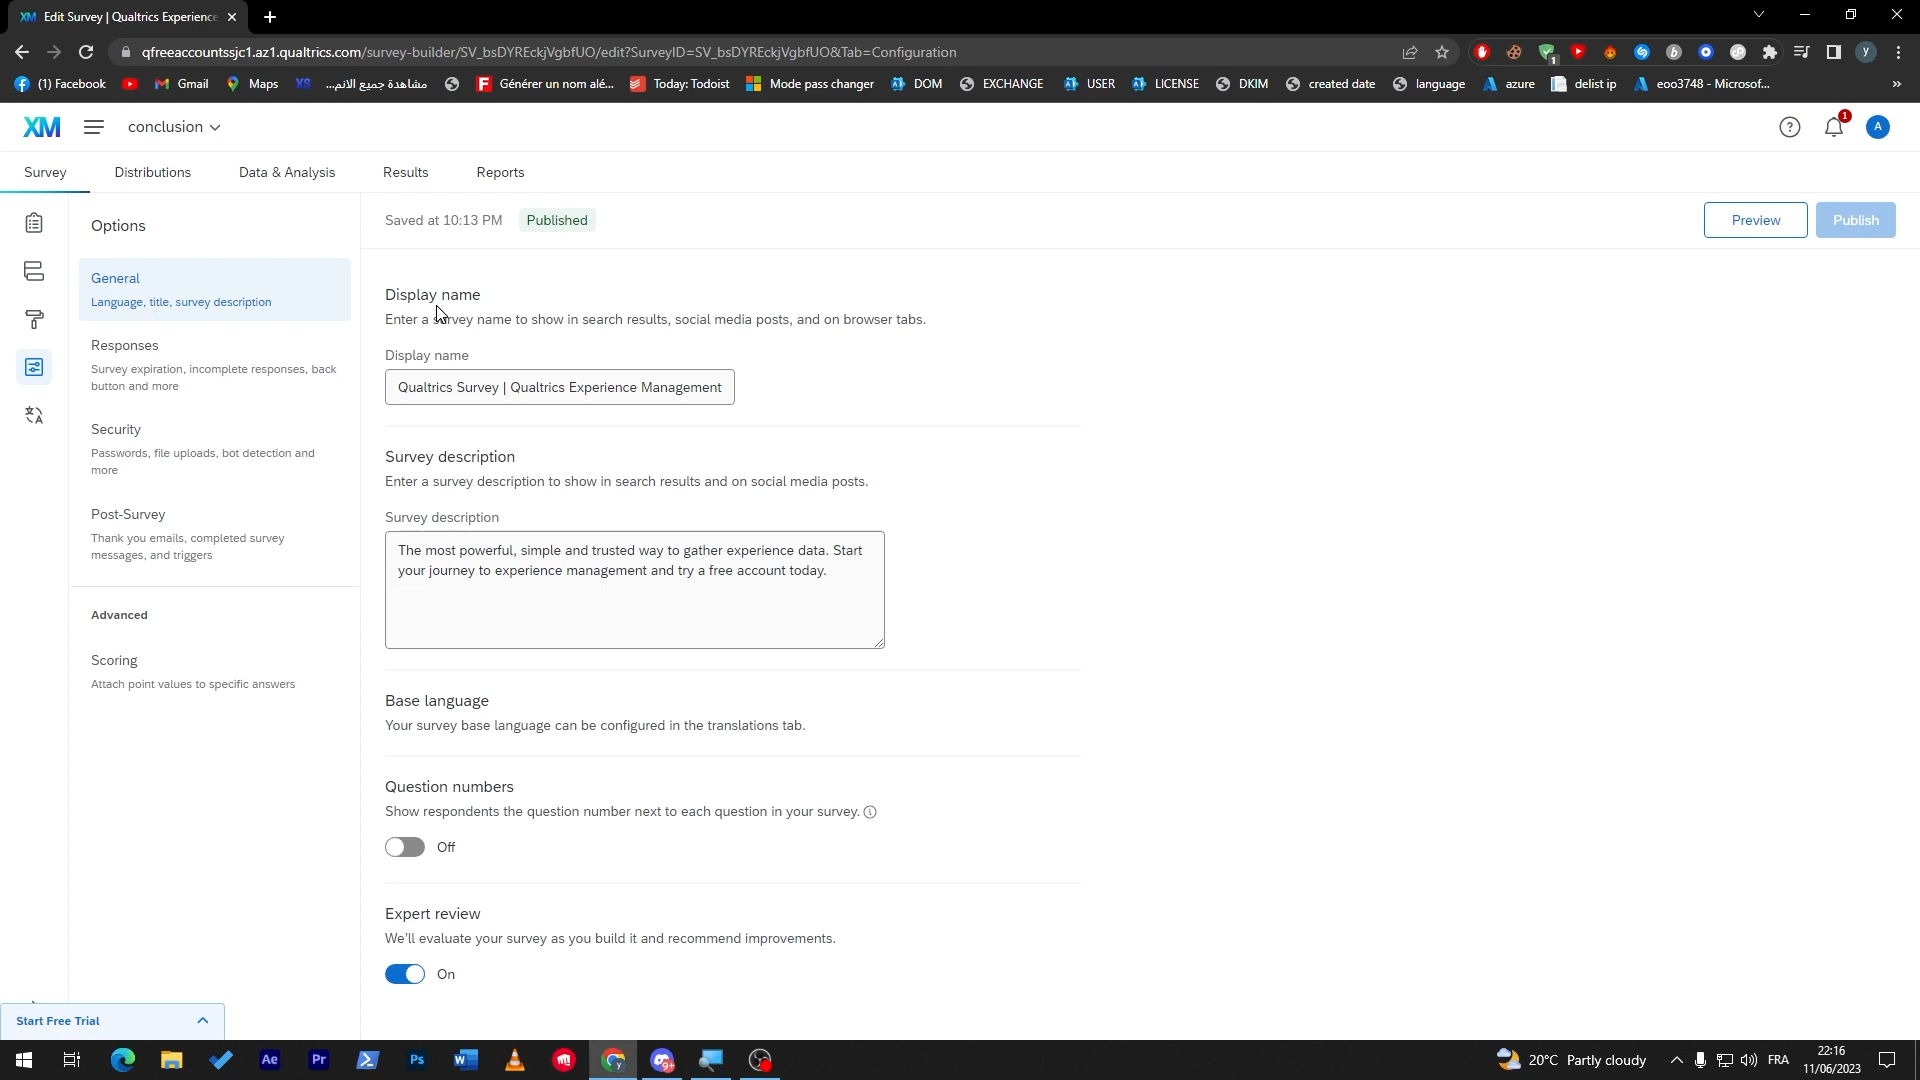 XM Edit Survey | Qualtrics Experience
qfreeaccountssjc1.az1.qualtrics.com/survey-builder/SV_bsDYREckjVgbfUO/edit?SurveyID=SV_bsDYREckjVgbfUO&Tab=Configuration
1
y
(1) Facebook Gmail Maps XS مشاهدة جميع الانم... Générer un nom alé... Today: Todoist Mode pass changer DOM EXCHANGE USER LICENSE DKIM created date language azure delist ip eoo3748 - Microsof... »
XM conclusion ? 1 A
Survey Distributions Data & Analysis Results Reports
Options
Saved at 10:13 PM Published Preview Publish
General
Language, title, survey description
Responses
Survey expiration, incomplete responses, back
button and more
Security
Passwords, file uploads, bot detection and
more
Post-Survey
Thank you emails, completed survey
messages, and triggers
Advanced
Scoring
Attach point values to specific answers
Display name
Enter a survey name to show in search results, social media posts, and on browser tabs.
Display name
Qualtrics Survey | Qualtrics Experience Management
Survey description
Enter a survey description to show in search results and on social media posts.
Survey description
The most powerful, simple and trusted way to gather experience data. Start
your journey to experience management and try a free account today.
Base language
Your survey base language can be configured in the translations tab.
Question numbers
Show respondents the question number next to each question in your survey.
Off
Expert review
We'll evaluate your survey as you build it and recommend improvements.
On
Start Free Trial
Ae Pr Ps W y 9+ 20°C Partly cloudy FRA
22:16
11/06/2023